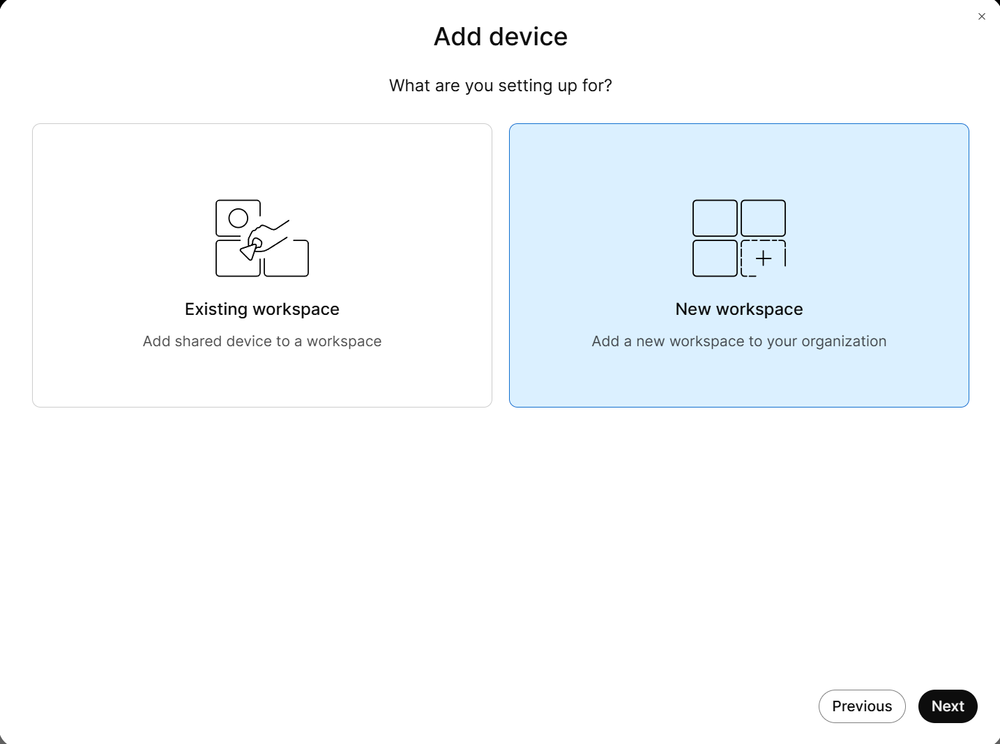 Add device
What are you setting up for?
Existing workspace
Add shared device to a workspace
New workspace
Add a new workspace to your organization
Previous
Next